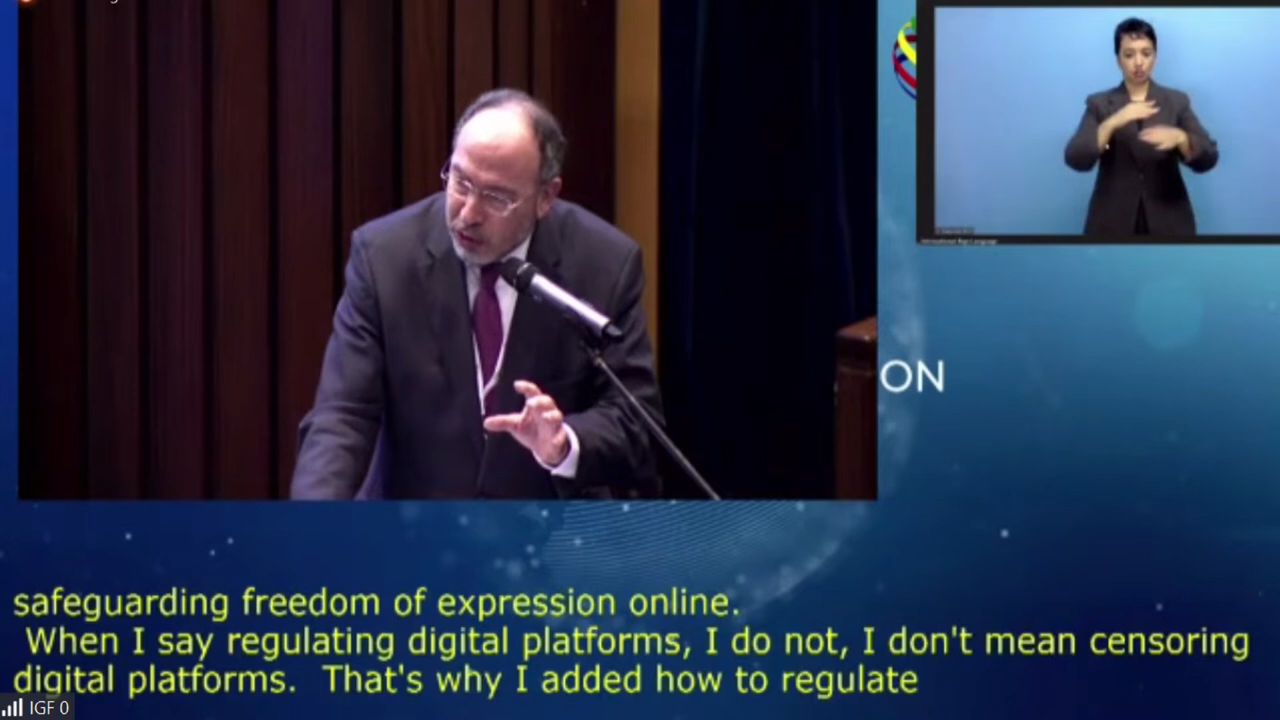 ON
safeguarding freedom of expression online.
When I say regulating digital platforms, I do not, I don't mean censoring
digital platforms.  That's why I added how to regulate
IGF 0